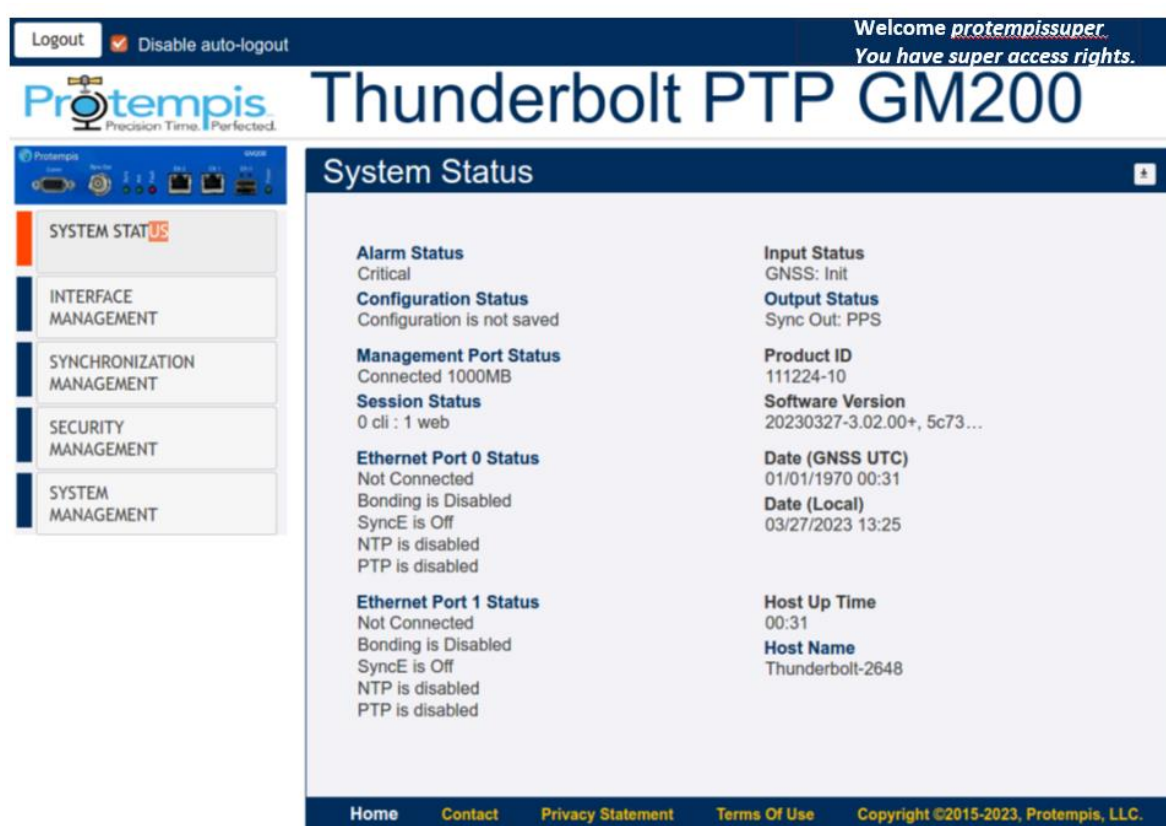 Logout
Disable auto-logout
Welcome protempissuper
You have super access rights.
Protempis
Precision Time. Perfected.
Thunderbolt PTP GM200
Protempis
GM200
System Status
SYSTEM STATUS
INTERFACE
MANAGEMENT
SYNCHRONIZATION
MANAGEMENT
SECURITY
MANAGEMENT
SYSTEM
MANAGEMENT
Alarm Status
Critical
Configuration Status
Configuration is not saved
Management Port Status
Connected 1000MB
Session Status
0 cli : 1 web
Ethernet Port 0 Status
Not Connected
Bonding is Disabled
SyncE is Off
NTP is disabled
PTP is disabled
Ethernet Port 1 Status
Not Connected
Bonding is Disabled
SyncE is Off
NTP is disabled
PTP is disabled
Input Status
GNSS: Init
Output Status
Sync Out: PPS
Product ID
111224-10
Software Version
20230327-3.02.00+, 5c73...
Date (GNSS UTC)
01/01/1970 00:31
Date (Local)
03/27/2023 13:25
Host Up Time
00:31
Host Name
Thunderbolt-2648
Home Contact Privacy Statement Terms Of Use Copyright ©2015-2023, Protempis, LLC.